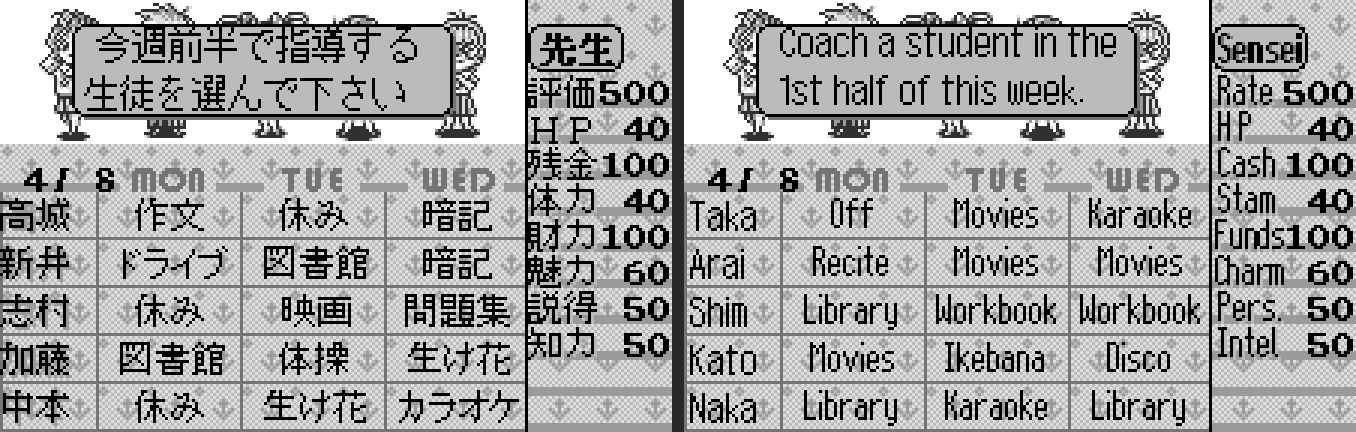 今週前半で指導する
生徒を選んで下さい
先生
評価500
HP 40
残金100
体力 40
財力100
魅力 60
説得 50
知力 50
4/8 MON TUE WED
高城 作文 休み 暗記
新井 ドライブ 図書館 暗記
志村 休み 映画 問題集
加藤 図書館 体操 生け花
中本 休み 生け花 カラオケ
Coach a student in the
1st half of this week.
Sensei
Rate 500
HP 40
Cash 100
Stam 40
Funds100
Charm 60
Pers. 50
Intel 50
4/8 MON TUE WED
Taka Off Movies Karaoke
Arai Recite Movies Movies
Shim Library Workbook Workbook
Kato Movies Ikebana Disco
Naka Library Karaoke Library